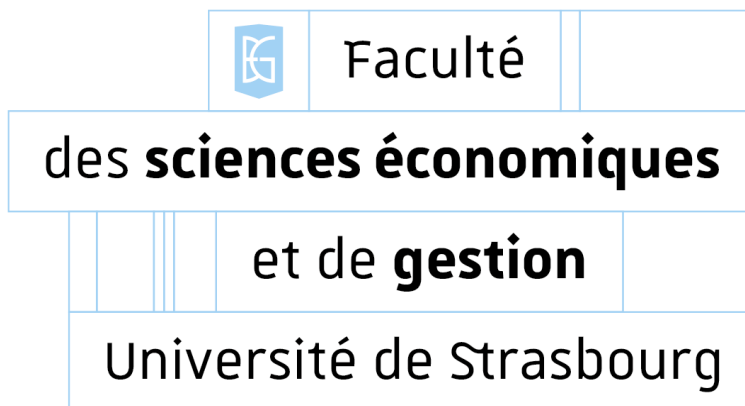 Faculté
des sciences économiques
et de gestion
Université de Strasbourg